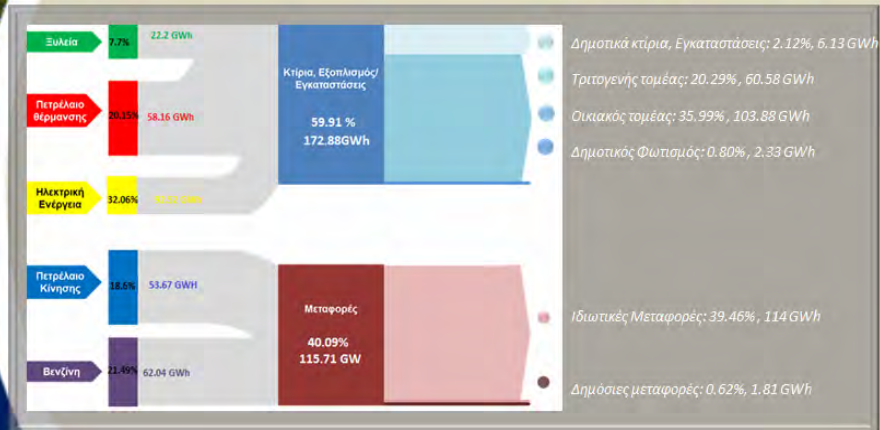 Ξυλεία
7.7%
22.2 GWh
Πετρέλαιο
θέρμανσης
20.15%
58.16 GWh
Ηλεκτρική
Ενέργεια
32.06%
Πετρέλαιο
Κίνησης
18.6%
53.67 GWH
Βενζίνη
21.49%
62.04 GWh
Κτίρια, Εξοπλισμός/
Εγκαταστάσεις
59.91 %
172.88GWh
Μεταφορές
40.09%
115.71 GW
Δημοτικά κτίρια, Εγκαταστάσεις: 2.12%, 6.13 GWh
Τριτογενής τομέας: 20.29% , 60.58 GWh
Οικιακός τομέας: 35.99% , 103.88 GWh
Δημοτικός Φωτισμός: 0.80% , 2.33 GWh
Ιδιωτικές Μεταφορές: 39.46% , 114 GWh
Δημόσιες μεταφορές: 0.62%, 1.81 GWh